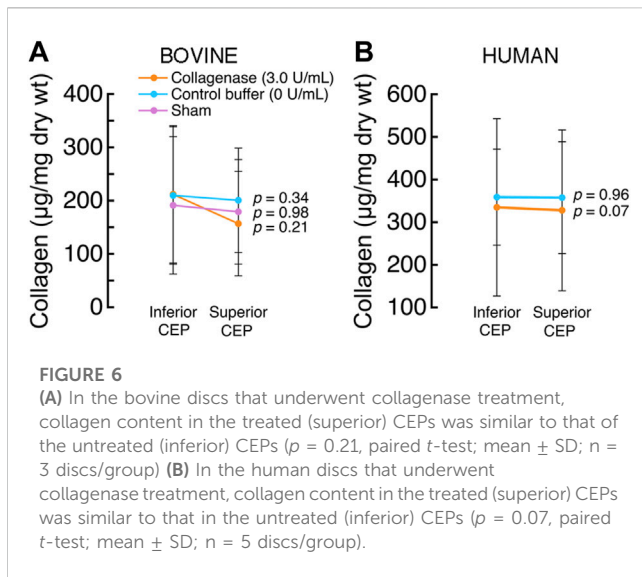 A
BOVINE
Collagenase (3.0 U/mL)
Control buffer (0 U/mL)
Sham
Collagen (µg/mg dry wt)
400
300
200
100
0
p = 0.34
p = 0.98
p = 0.21
Inferior CEP
Superior CEP
B
HUMAN
Collagen (µg/mg dry wt)
600
500
400
300
200
100
p = 0.96
p = 0.07
Inferior CEP
Superior CEP
FIGURE 6
(A) In the bovine discs that underwent collagenase treatment,
collagen content in the treated (superior) CEPs was similar to that of
the untreated (inferior) CEPs (p = 0.21, paired t-test; mean ± SD; n =
3 discs/group) (B) In the human discs that underwent
collagenase treatment, collagen content in the treated (superior) CEPs
was similar to that in the untreated (inferior) CEPs (p = 0.07, paired
t-test; mean ± SD; n = 5 discs/group).